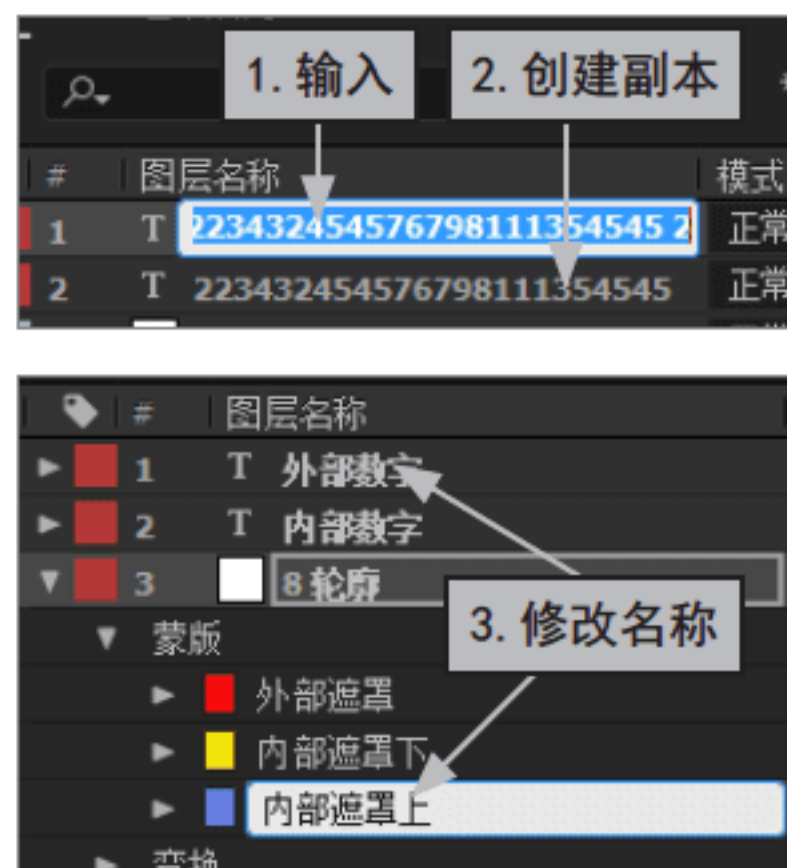 1. 输入
2. 创建副本
# 图层名称 模式
1 T 2234324545767981113545452 正常
2 T 223432454576798111354545 正常
# 图层名称
1 T 外部数字
2 T 内部数字
3 8 轮廓
3. 修改名称
蒙版
外部遮罩
内部遮罩下
内部遮罩上
变换